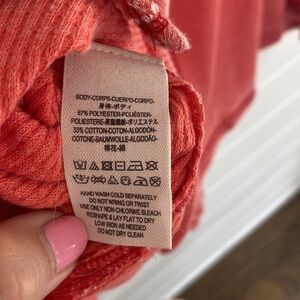 BODY-CORPS-CUERPO-CORPO-
身体-ボディ
67% POLYESTER-POLIÉSTER-
POLIESTERE-聚酯纖維-ポリエステル
33% COTTON-COTON-ALGODÓN-
COTONE-BAUMWOLLE-ALGODÃO-
棉花-綿
HAND WASH COLD SEPARATELY
DO NOT WRING OR TWIST
USE ONLY NON-CHLORINE BLEACH
RESHAPE & LAY FLAT TO DRY
LOW IRON AS NEEDED
DO NOT DRY CLEAN